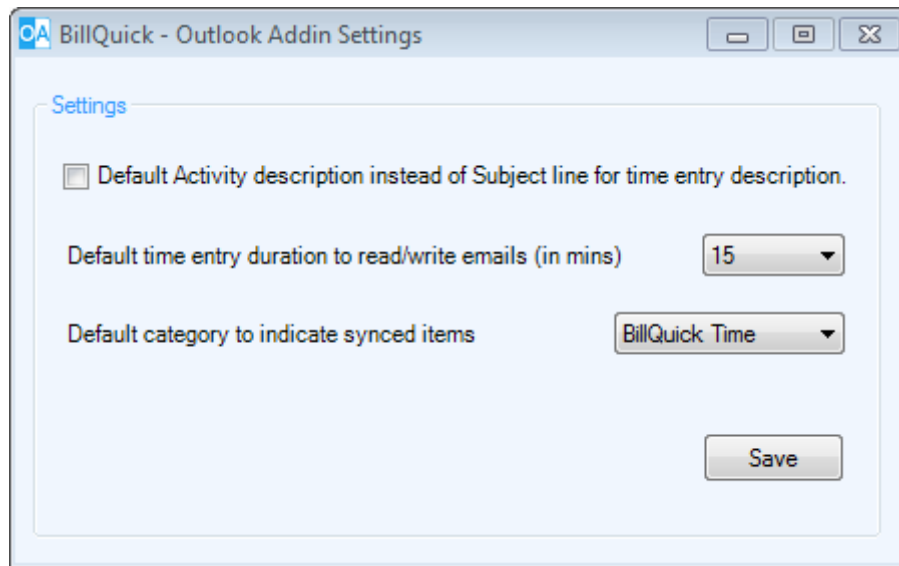 OA BillQuick - Outlook Addin Settings
Settings
Default Activity description instead of Subject line for time entry description.
Default time entry duration to read/write emails (in mins) 15
Default category to indicate synced items BillQuick Time
Save